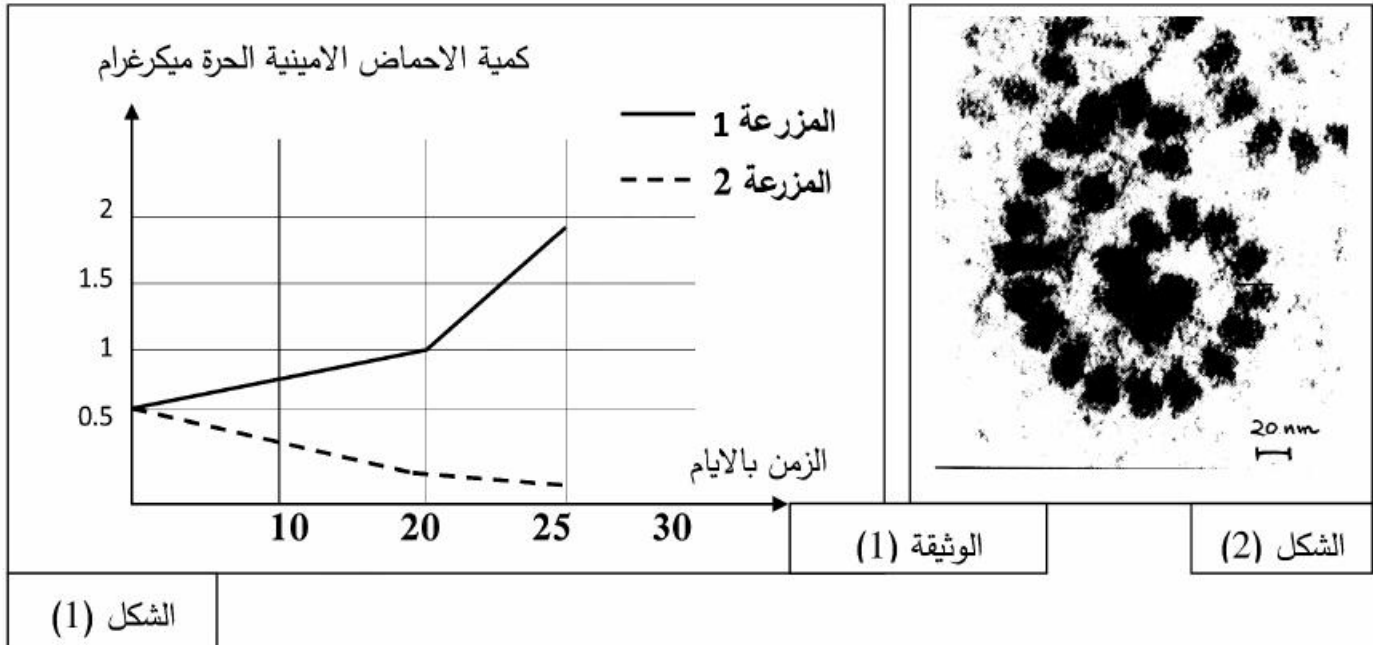 كمية الاحماض الامينية الحرة ميكرغرام
المزرعة 1
المزرعة 2
2
1.5
1
0.5
الزمن بالايام
10 20 25 30
20 nm
الوثيقة (1)
الشكل (2)
الشكل (1)